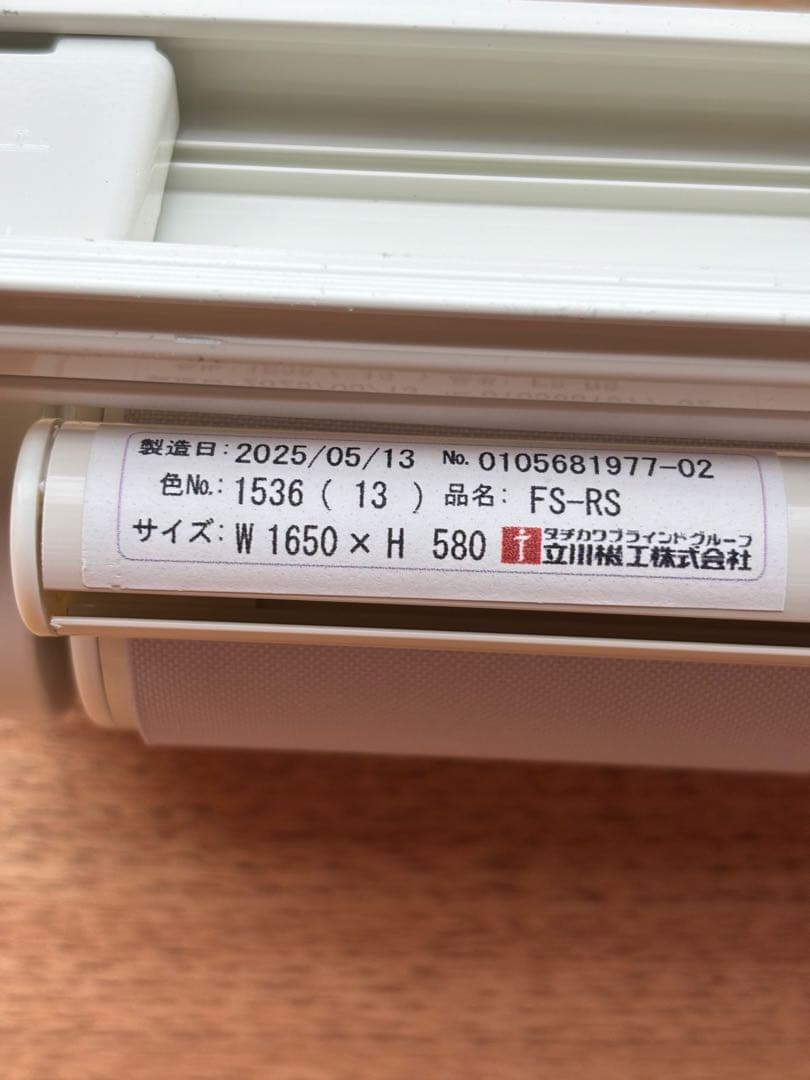 製造日: 2025/05/13 No. 0105681977-02
色No.: 1536 ( 13 ) 品名: FS-RS
サイズ: W 1650 × H 580 タチカワブラインドグループ
立川機工株式会社